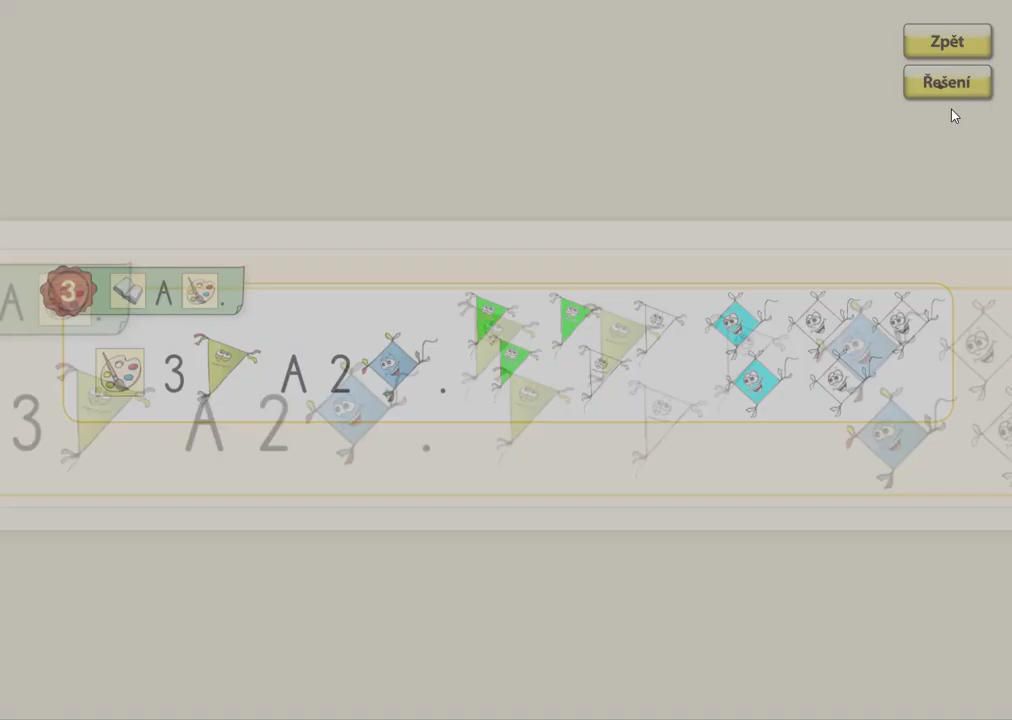 Zpět
Řešení
3 A .
A .
3 A 2 .
3 A 2 .